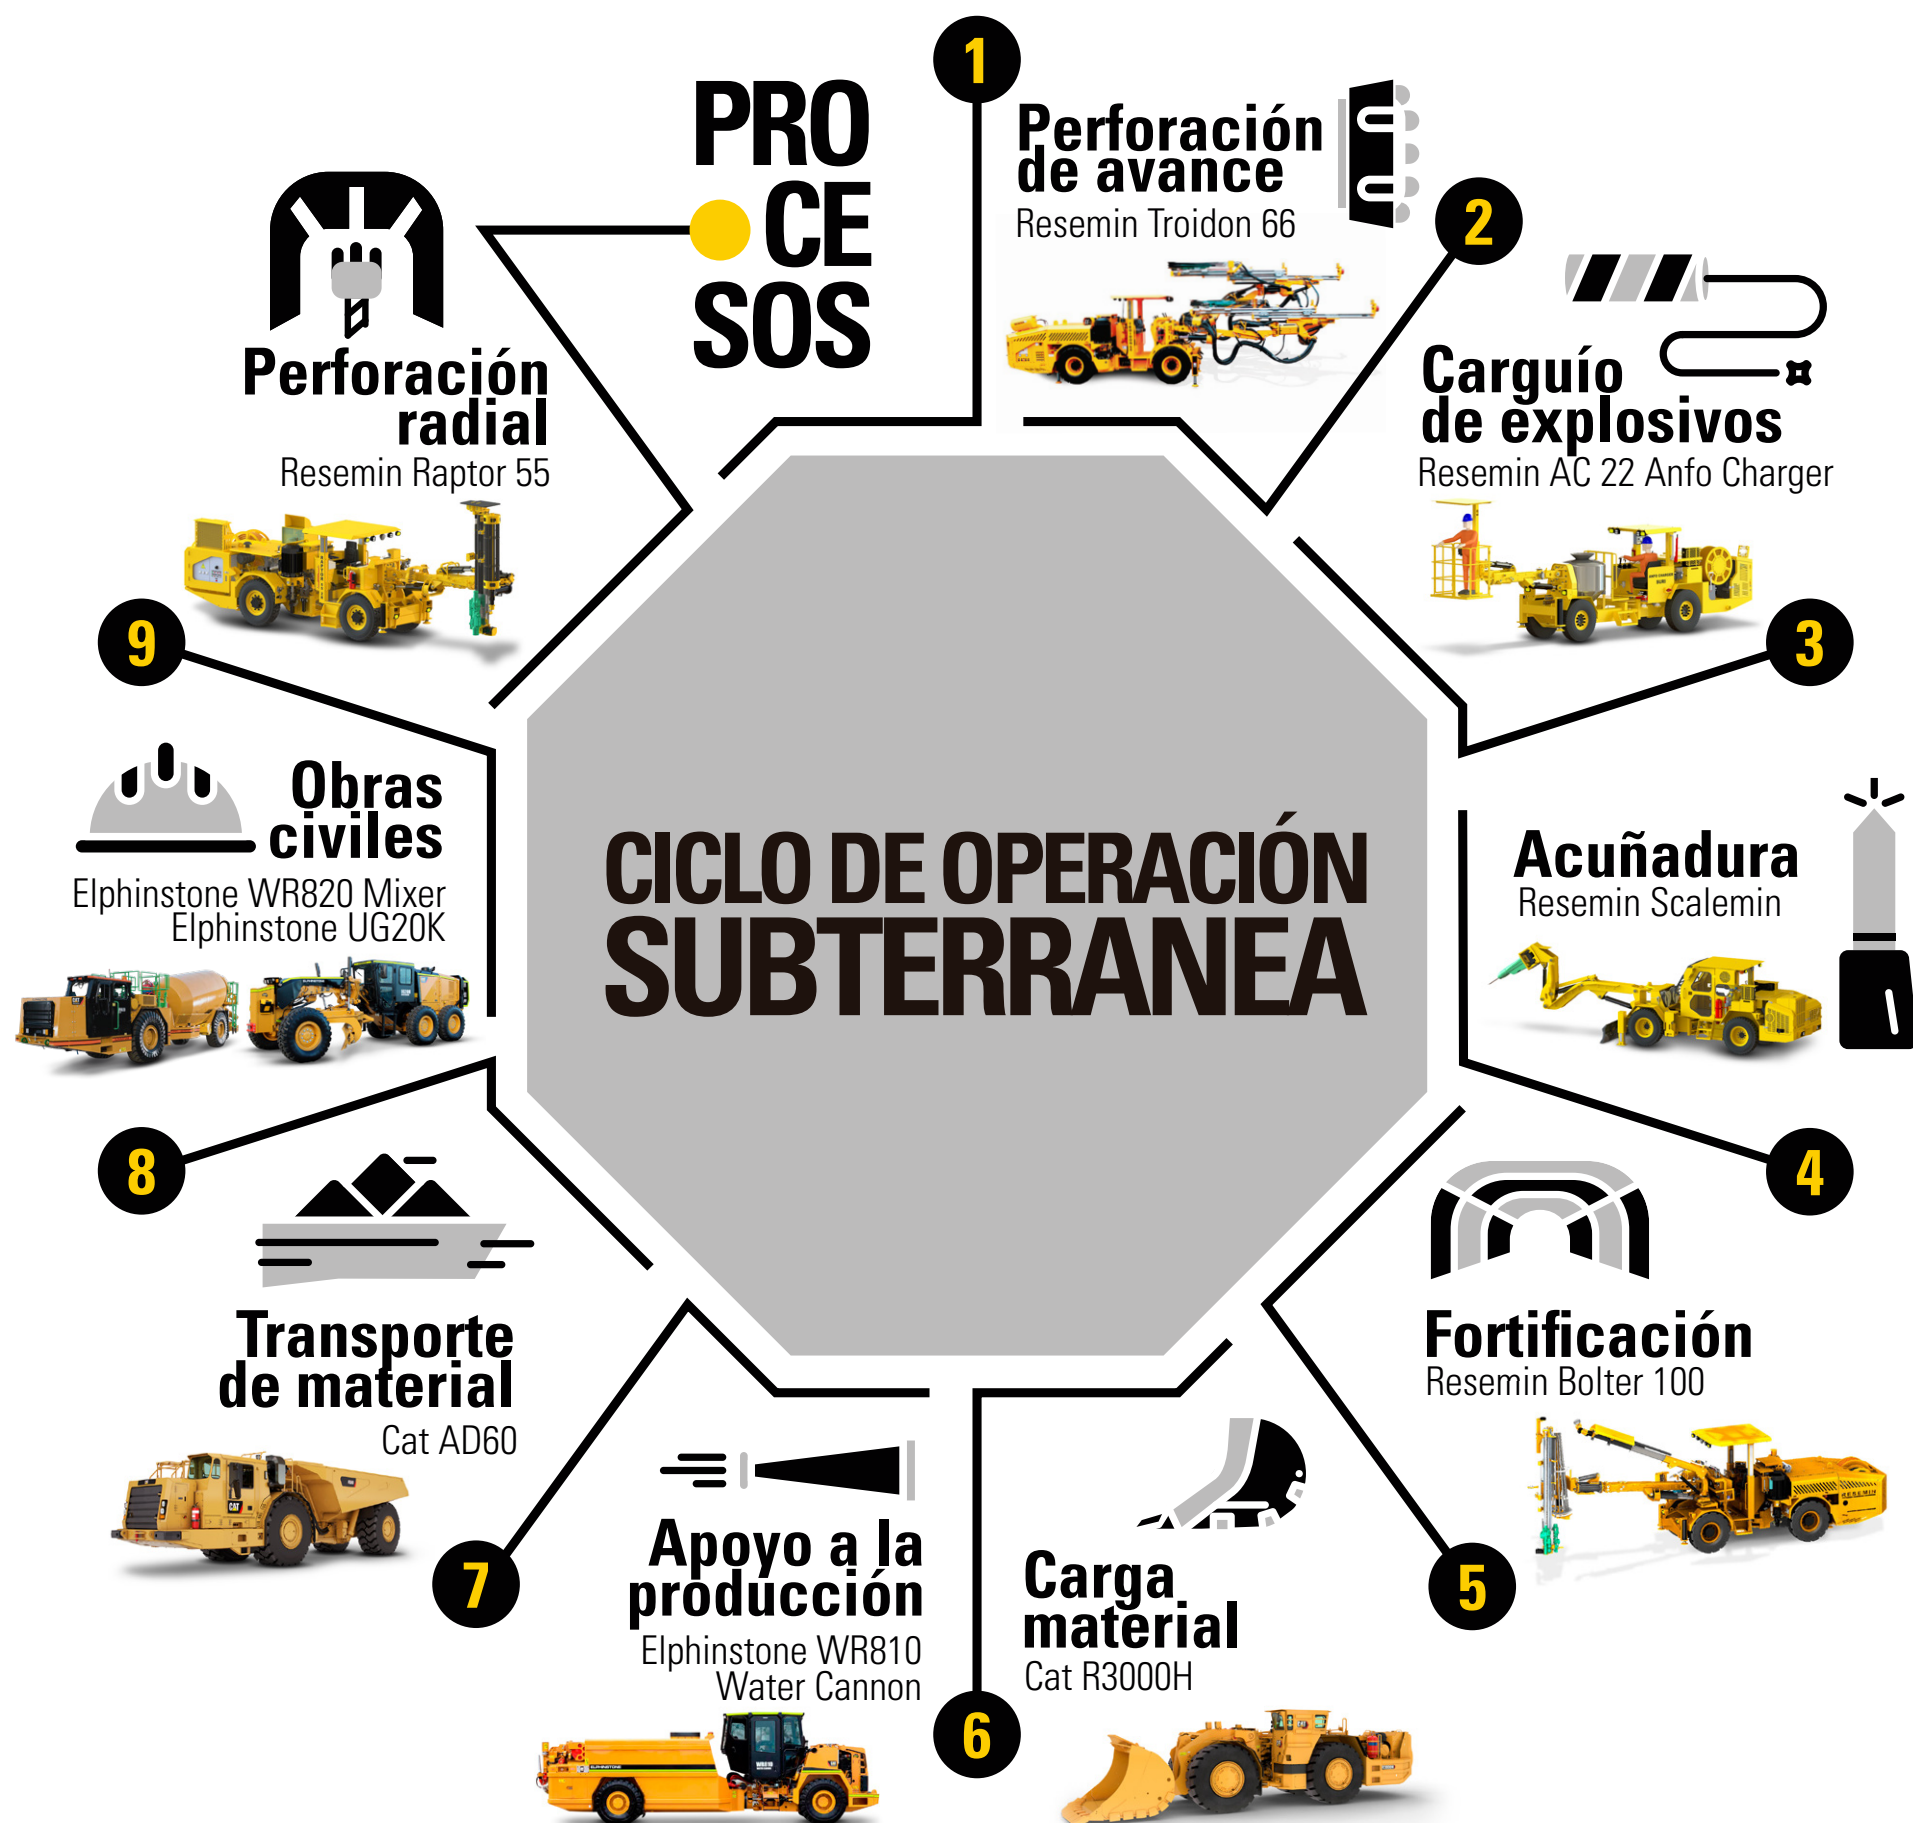 PRO
CE
SOS
CICLO DE OPERACIÓN
SUBTERRANEA
1
Perforación
de avance
Resemin Troidon 66
2
Carguío
de explosivos
Resemin AC 22 Anfo Charger
3
Acuñadura
Resemin Scalemin
4
Fortificación
Resemin Bolter 100
5
Carga
material
Cat R3000H
6
Apoyo a la
producción
Elphinstone WR810
Water Cannon
7
Transporte
de material
Cat AD60
CAT
8
Obras
civiles
Elphinstone WR820 Mixer
Elphinstone UG20K
9
Perforación
radial
Resemin Raptor 55